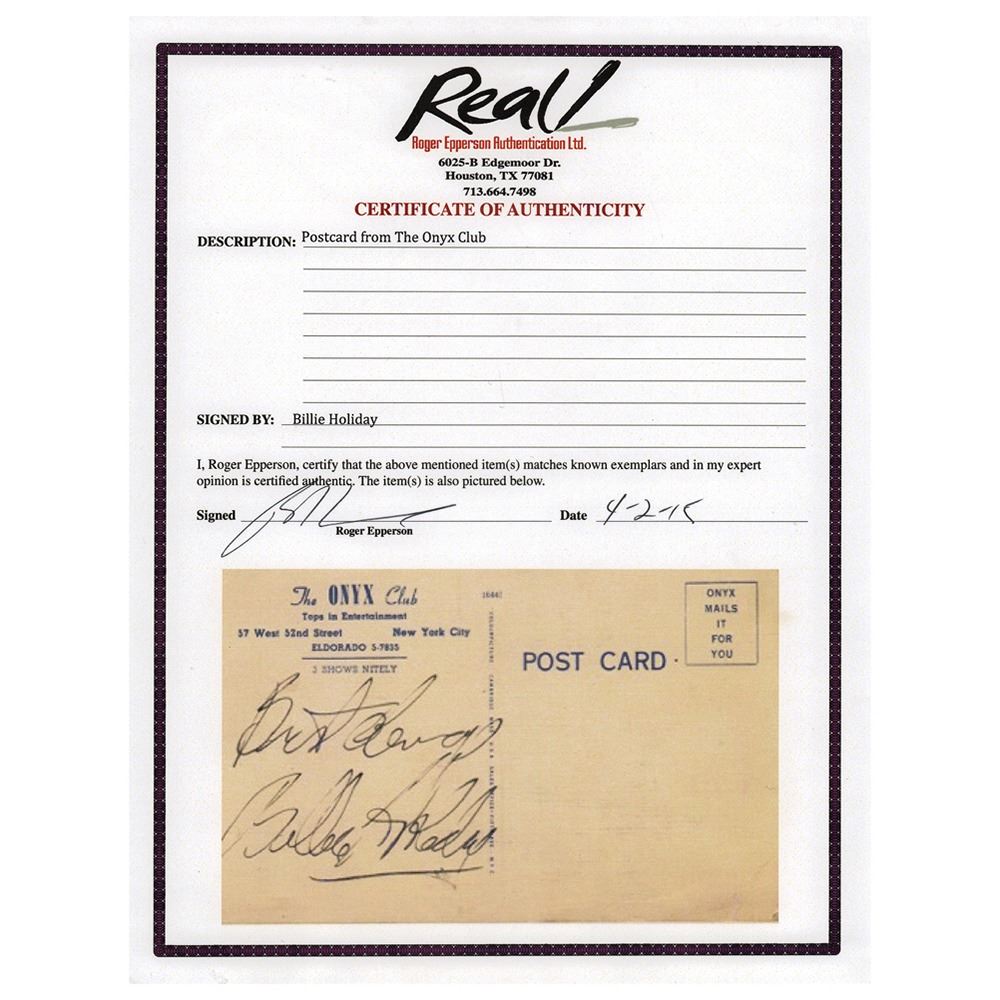 Real
Roger Epperson Authentication Ltd.
6025-B Edgemoor Dr.
Houston, TX 77081
713.664.7498
CERTIFICATE OF AUTHENTICITY
DESCRIPTION: Postcard from The Onyx Club
SIGNED BY: Billie Holiday
I, Roger Epperson, certify that the above mentioned item(s) matches known exemplars and in my expert
opinion is certified authentic. The item(s) is also pictured below.
Signed Date 4-2-15
Roger Epperson
The ONYX Club
Tops in Entertainment
57 West 52nd Street New York City
ELDORADO 5-7835
3 SHOWS NITELY
POST CARD
ONYX
MAILS
IT
FOR
YOU
Billie Holiday